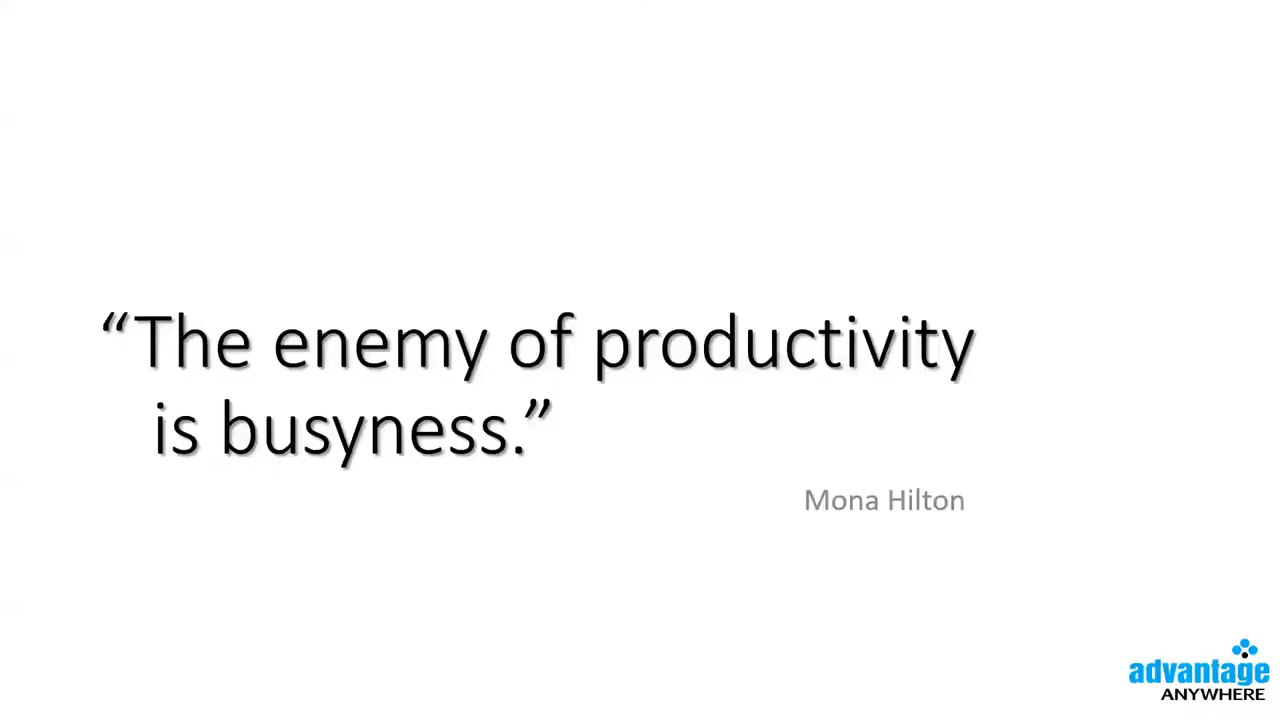 “The enemy of productivity
is busyness.”
Mona Hilton
advantage
ANYWHERE